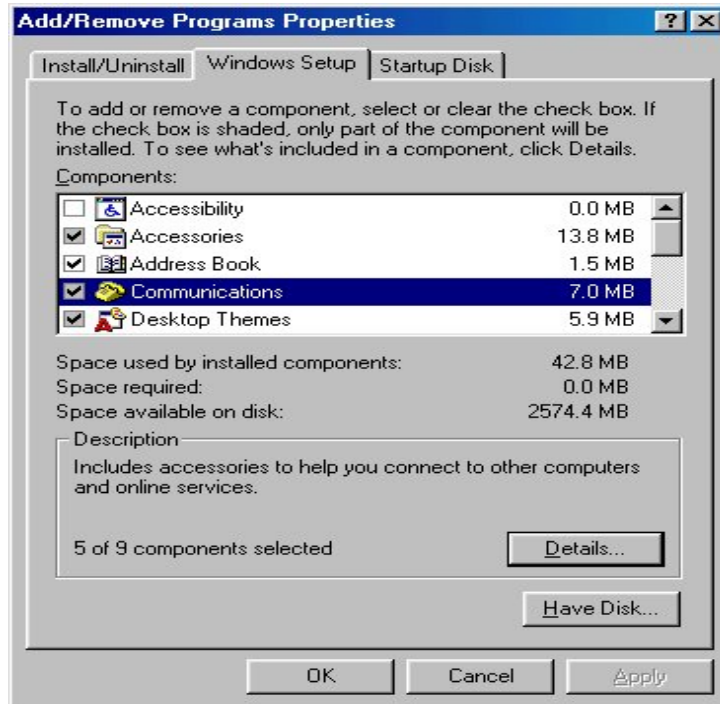 Add/Remove Programs Properties
Install/Uninstall Windows Setup Startup Disk
To add or remove a component, select or clear the check box. If
the check box is shaded, only part of the component will be
installed. To see what's included in a component, click Details.
Components:
Accessibility 0.0 MB
Accessories 13.8 MB
Address Book 1.5 MB
Communications 7.0 MB
Desktop Themes 5.9 MB
Space used by installed components: 42.8 MB
Space required: 0.0 MB
Space available on disk: 2574.4 MB
Description
Includes accessories to help you connect to other computers
and online services.
5 of 9 components selected Details...
Have Disk...
OK Cancel Apply